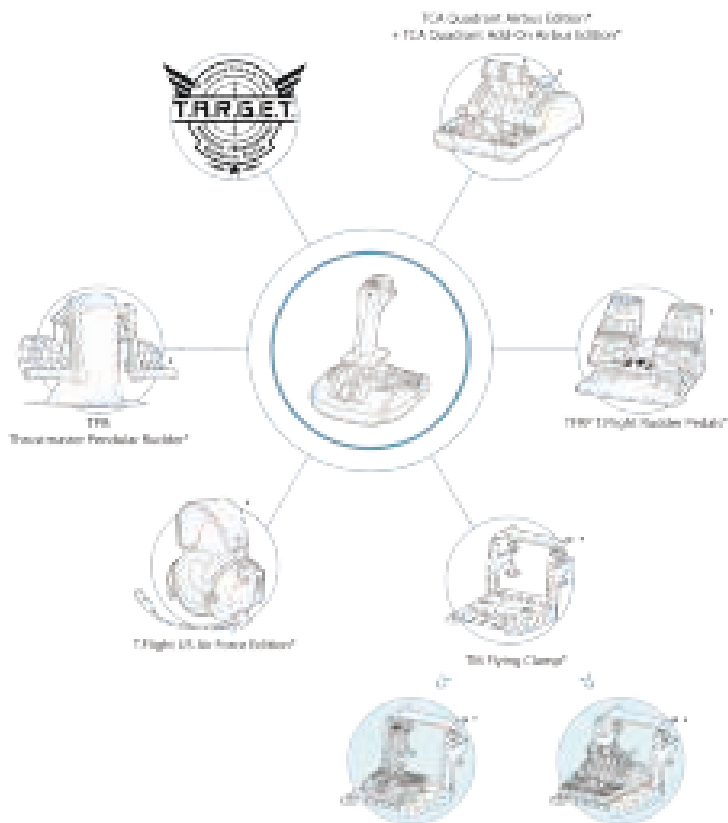 TCA Quadrant Airbus Edition*
+ TCA Quadrant Add-On Airbus Edition*
T.A.R.G.E.T.
TPR
Thrustmaster Pendular Rudder*
TFRP T.Flight Rudder Pedals*
T.Flight US Air Force Edition*
TM Flying Clamp*